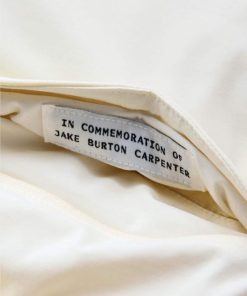 IN COMMEMORATION OF
JAKE BURTON CARPENTER